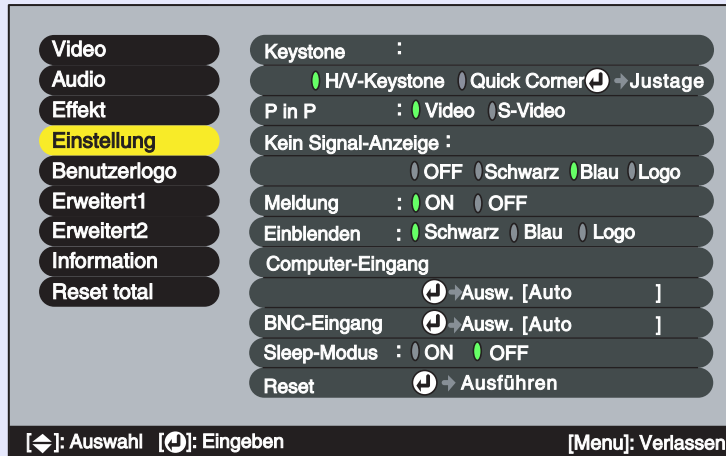 Video
Audio
Effekt
Einstellung
Benutzerlogo
Erweitert1
Erweitert2
Information
Reset total
Keystone :
H/V-Keystone Quick Corner Justage
P in P : Video S-Video
Kein Signal-Anzeige :
OFF Schwarz Blau Logo
Meldung : ON OFF
Einblenden : Schwarz Blau Logo
Computer-Eingang
Ausw. [Auto ]
BNC-Eingang Ausw. [Auto ]
Sleep-Modus : ON OFF
Reset Ausführen
[ ]: Auswahl [ ]: Eingeben [Menu]: Verlassen